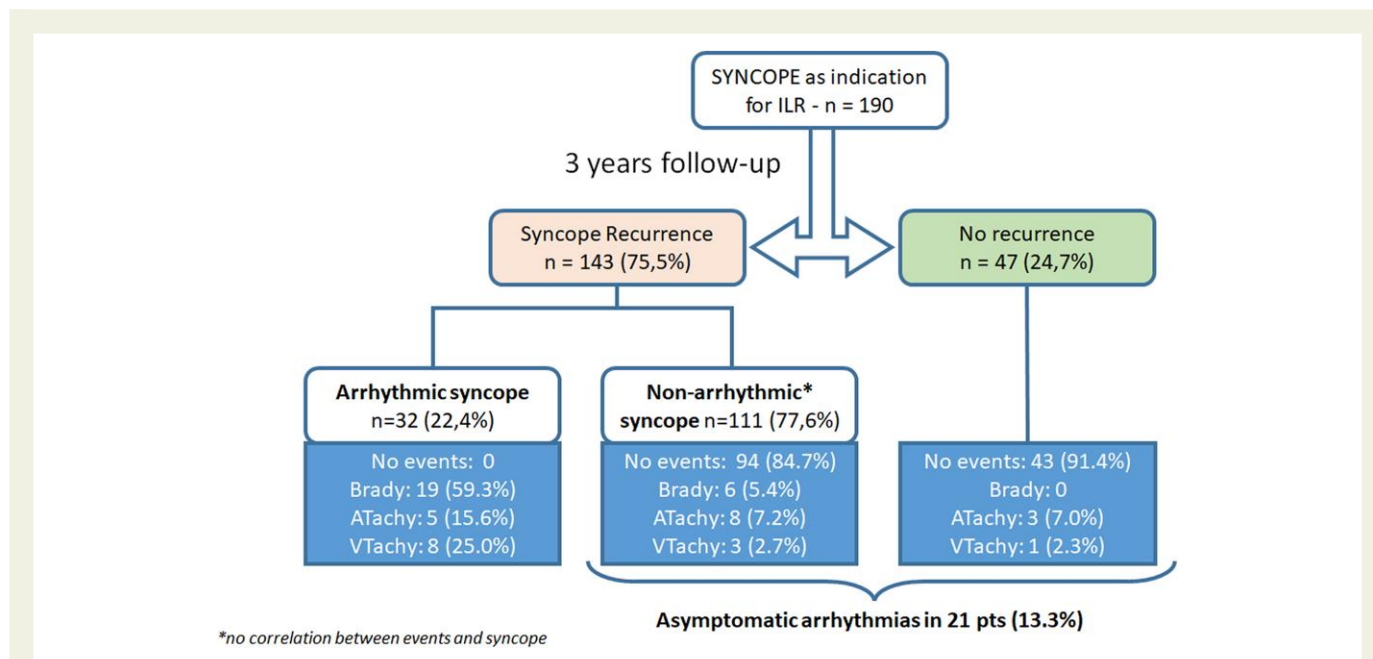 SYNCOPE as indication
for ILR - n = 190
3 years follow-up
Syncope Recurrence
n = 143 (75,5%)
No recurrence
n = 47 (24,7%)
Arrhythmic syncope
n=32 (22,4%)
Non-arrhythmic*
syncope n=111 (77,6%)
No events: 0
Brady: 19 (59.3%)
ATachy: 5 (15.6%)
VTachy: 8 (25.0%)
No events: 94 (84.7%)
Brady: 6 (5.4%)
ATachy: 8 (7.2%)
VTachy: 3 (2.7%)
No events: 43 (91.4%)
Brady: 0
ATachy: 3 (7.0%)
VTachy: 1 (2.3%)
Asymptomatic arrhythmias in 21 pts (13.3%)
*no correlation between events and syncope